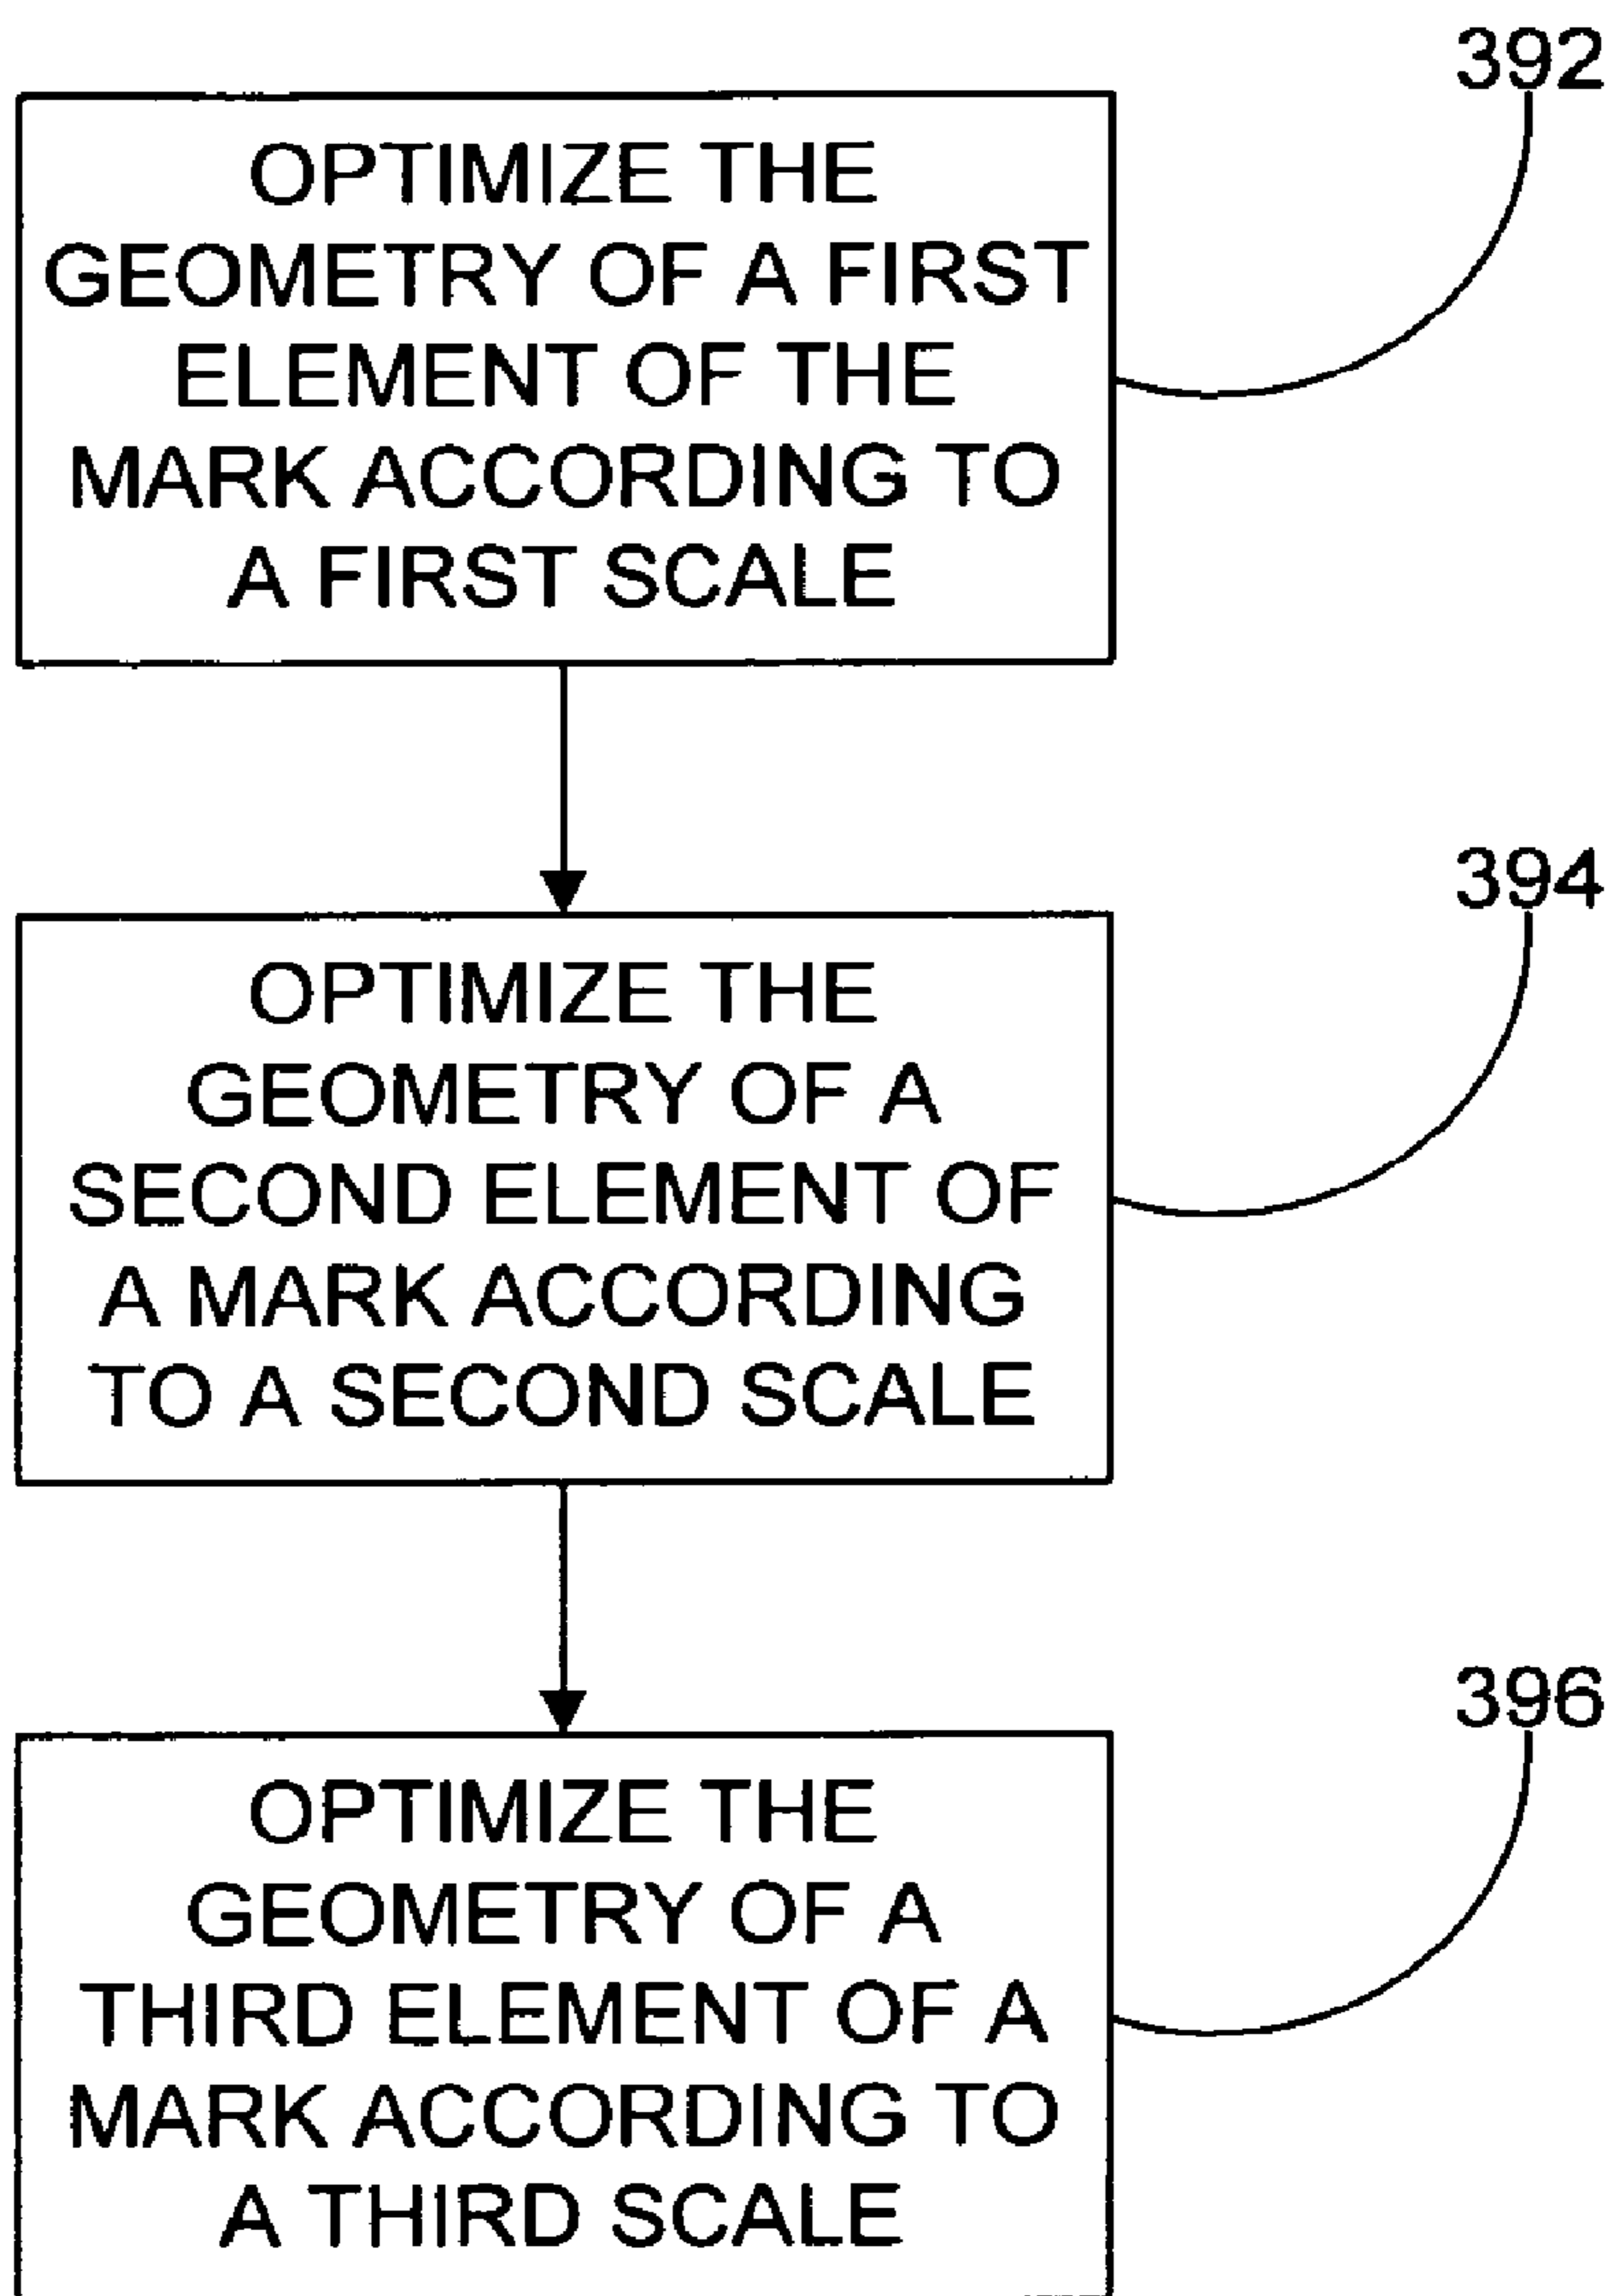 392
OPTIMIZE THE
GEOMETRY OF A FIRST
ELEMENT OF THE
MARK ACCORDING TO
A FIRST SCALE
394
OPTIMIZE THE
GEOMETRY OF A
SECOND ELEMENT OF
A MARK ACCORDING
TO A SECOND SCALE
396
OPTIMIZE THE
GEOMETRY OF A
THIRD ELEMENT OF A
MARK ACCORDING TO
A THIRD SCALE